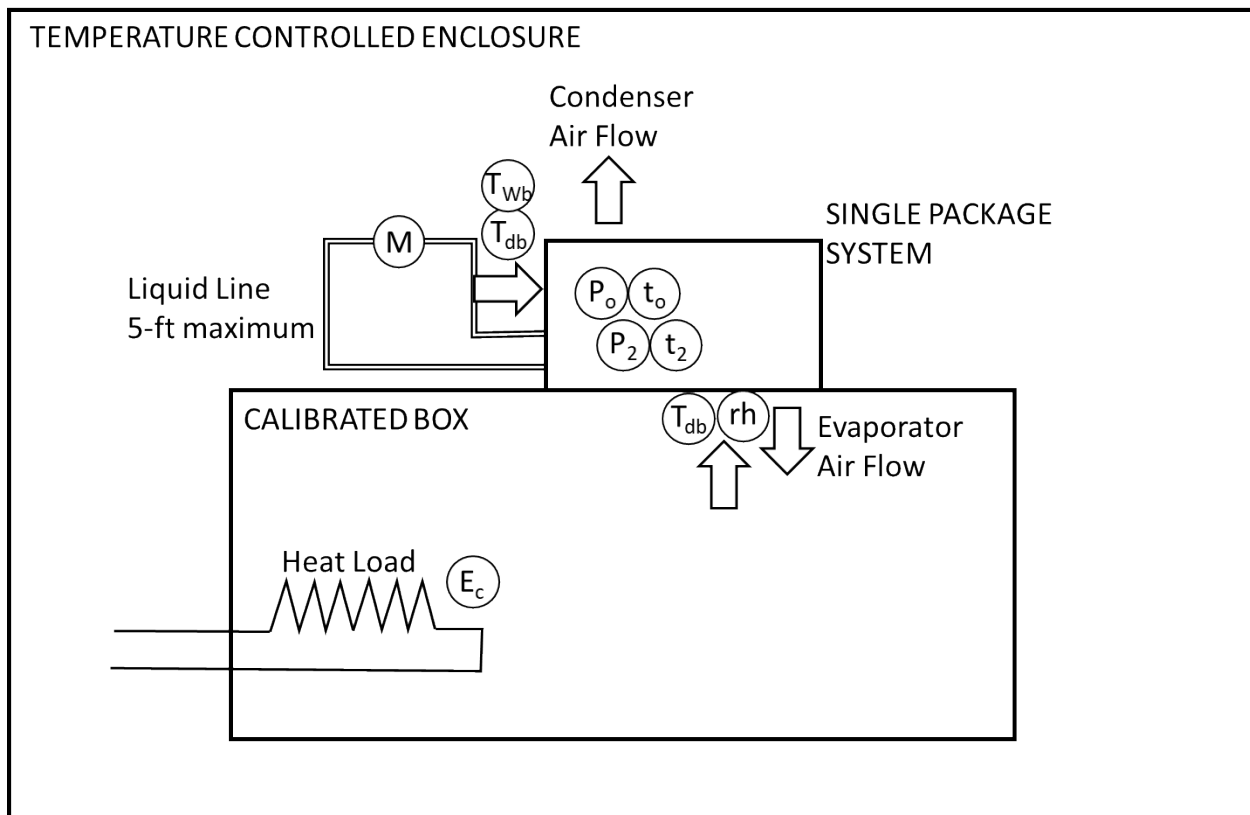 TEMPERATURE CONTROLLED ENCLOSURE
Condenser
Air Flow
T_Wb
T_db
M
SINGLE PACKAGE
SYSTEM
Liquid Line
5-ft maximum
P_o t_o
P_2 t_2
CALIBRATED BOX
T_db rh
Evaporator
Air Flow
Heat Load
E_c